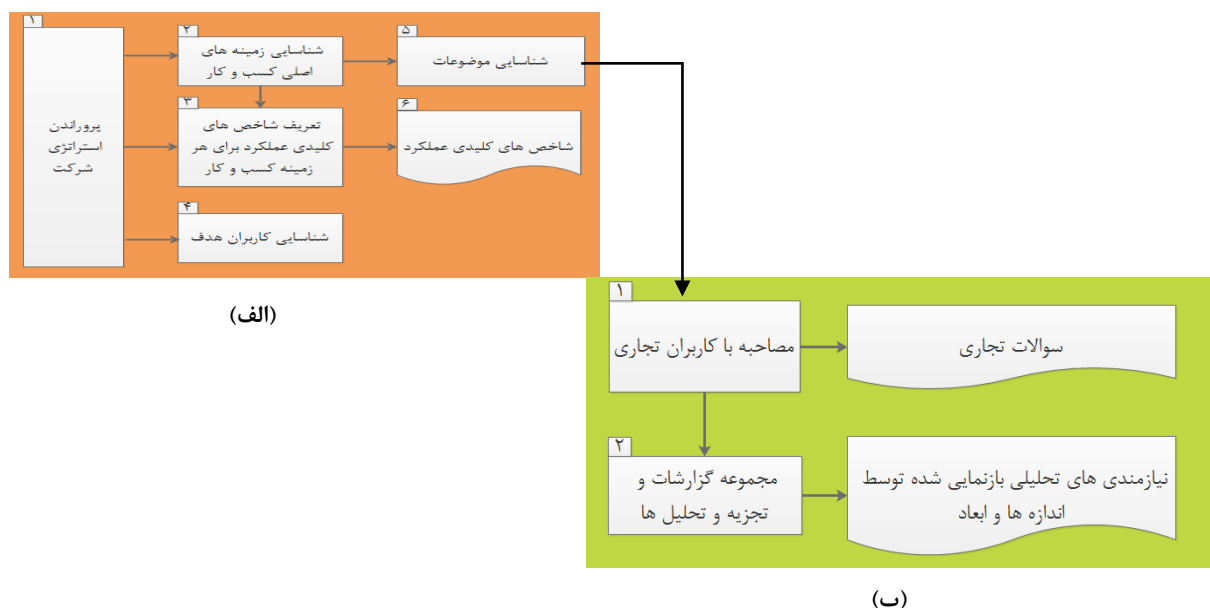 ۱
پروراندن
استراتژی
شرکت
۲
شناسایی زمینه های
اصلی کسب و کار
۳
تعریف شاخص های
کلیدی عملکرد برای هر
زمینه کسب و کار
۴
شناسایی کاربران هدف
۵
شناسایی موضوعات
۶
شاخص های کلیدی عملکرد
(الف)
۱
مصاحبه با کاربران تجاری
سوالات تجاری
۲
مجموعه گزارشات و
تجزیه و تحلیل ها
نیازمندی های تحلیلی بازنمایی شده توسط
اندازه ها و ابعاد
(ب)